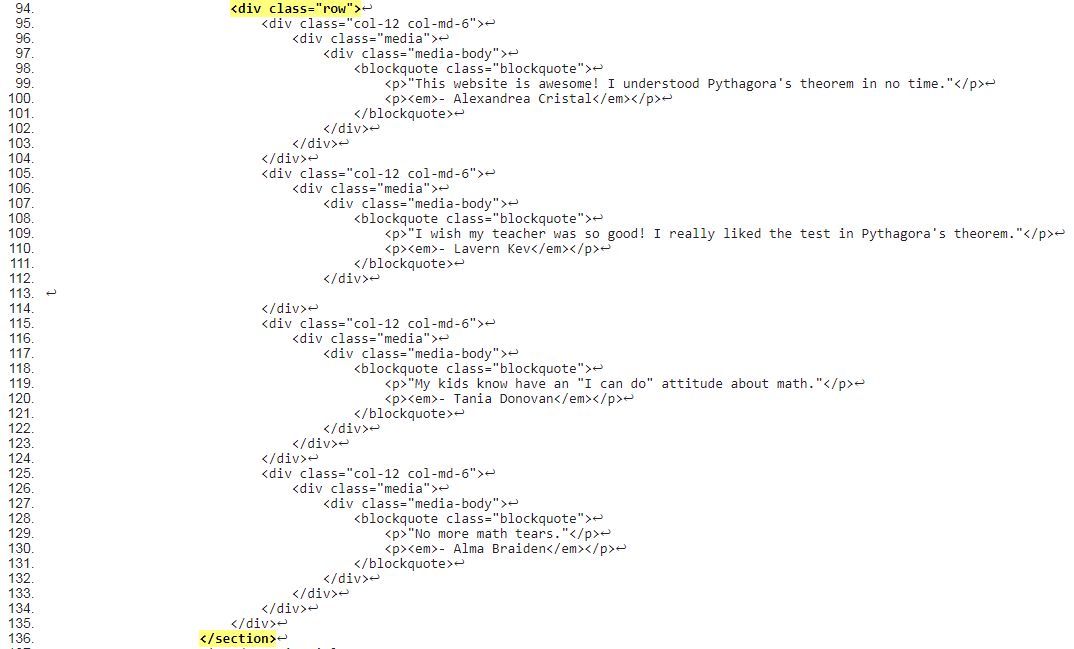 94. <div class="row">↩
95. <div class="col-12 col-md-6">↩
96. <div class="media">↩
97. <div class="media-body">↩
98. <blockquote class="blockquote">↩
99. <p>"This website is awesome! I understood Pythagora's theorem in no time."</p>↩
100. <p><em>- Alexandrea Cristal</em></p>↩
101. </blockquote>↩
102. </div>↩
103. </div>↩
104. </div>↩
105. <div class="col-12 col-md-6">↩
106. <div class="media">↩
107. <div class="media-body">↩
108. <blockquote class="blockquote">↩
109. <p>"I wish my teacher was so good! I really liked the test in Pythagora's theorem."</p>↩
110. <p><em>- Lavern Kev</em></p>↩
111. </blockquote>↩
112. </div>↩
113. ↩
114. </div>↩
115. <div class="col-12 col-md-6">↩
116. <div class="media">↩
117. <div class="media-body">↩
118. <blockquote class="blockquote">↩
119. <p>"My kids know have an "I can do" attitude about math."</p>↩
120. <p><em>- Tania Donovan</em></p>↩
121. </blockquote>↩
122. </div>↩
123. </div>↩
124. </div>↩
125. <div class="col-12 col-md-6">↩
126. <div class="media">↩
127. <div class="media-body">↩
128. <blockquote class="blockquote">↩
129. <p>"No more math tears."</p>↩
130. <p><em>- Alma Braiden</em></p>↩
131. </blockquote>↩
132. </div>↩
133. </div>↩
134. </div>↩
135. </div>↩
136. </section>↩